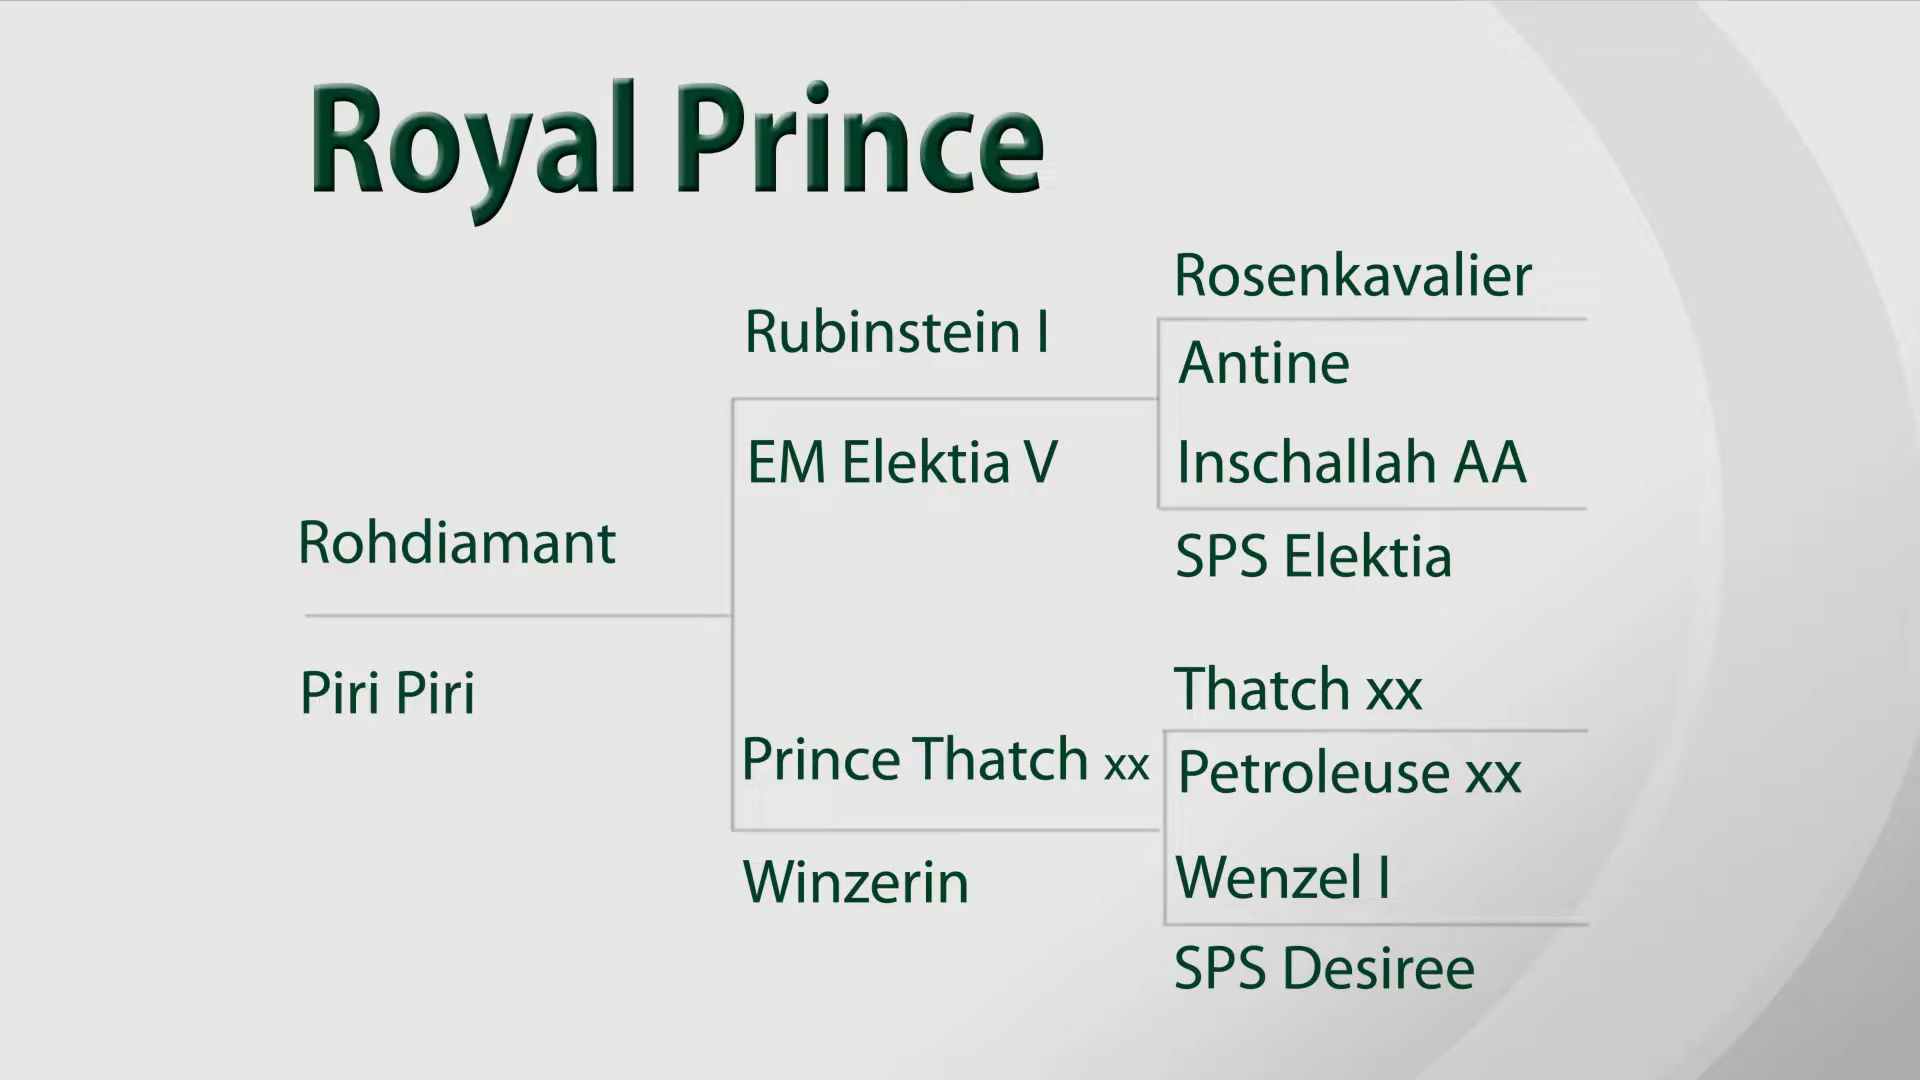 Royal Prince
Rosenkavalier
Rubinstein I
Antine
EM Elektia V
Inschallah AA
Rohdiamant
SPS Elektia
Piri Piri
Thatch xx
Prince Thatch xx
Petroleuse xx
Winzerin
Wenzel I
SPS Desiree